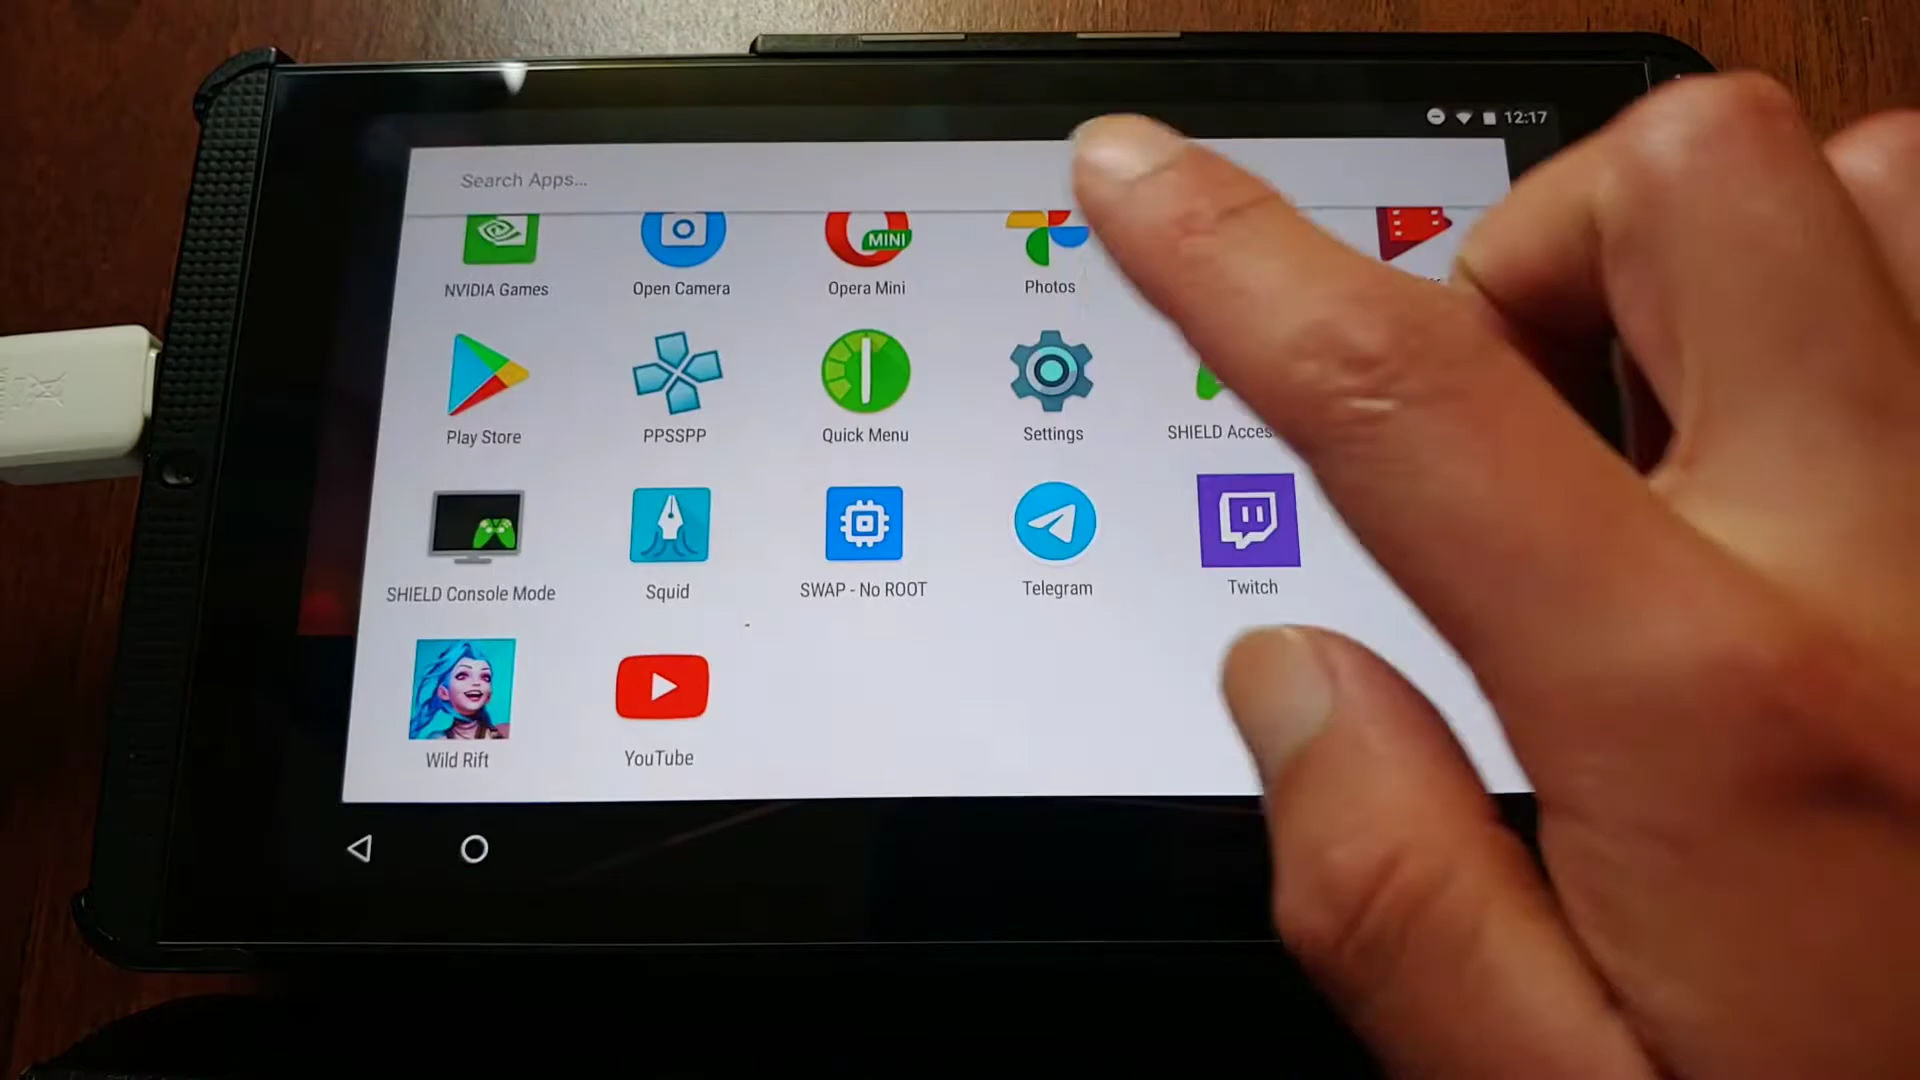 12:17
Search Apps...
MINI
NVIDIA Games
Open Camera
Opera Mini
Photos
Play Store
PPSSPP
Quick Menu
Settings
SHIELD
SHIELD Console Mode
Squid
SWAP - No ROOT
Telegram
Twitch
Wild Rift
YouTube